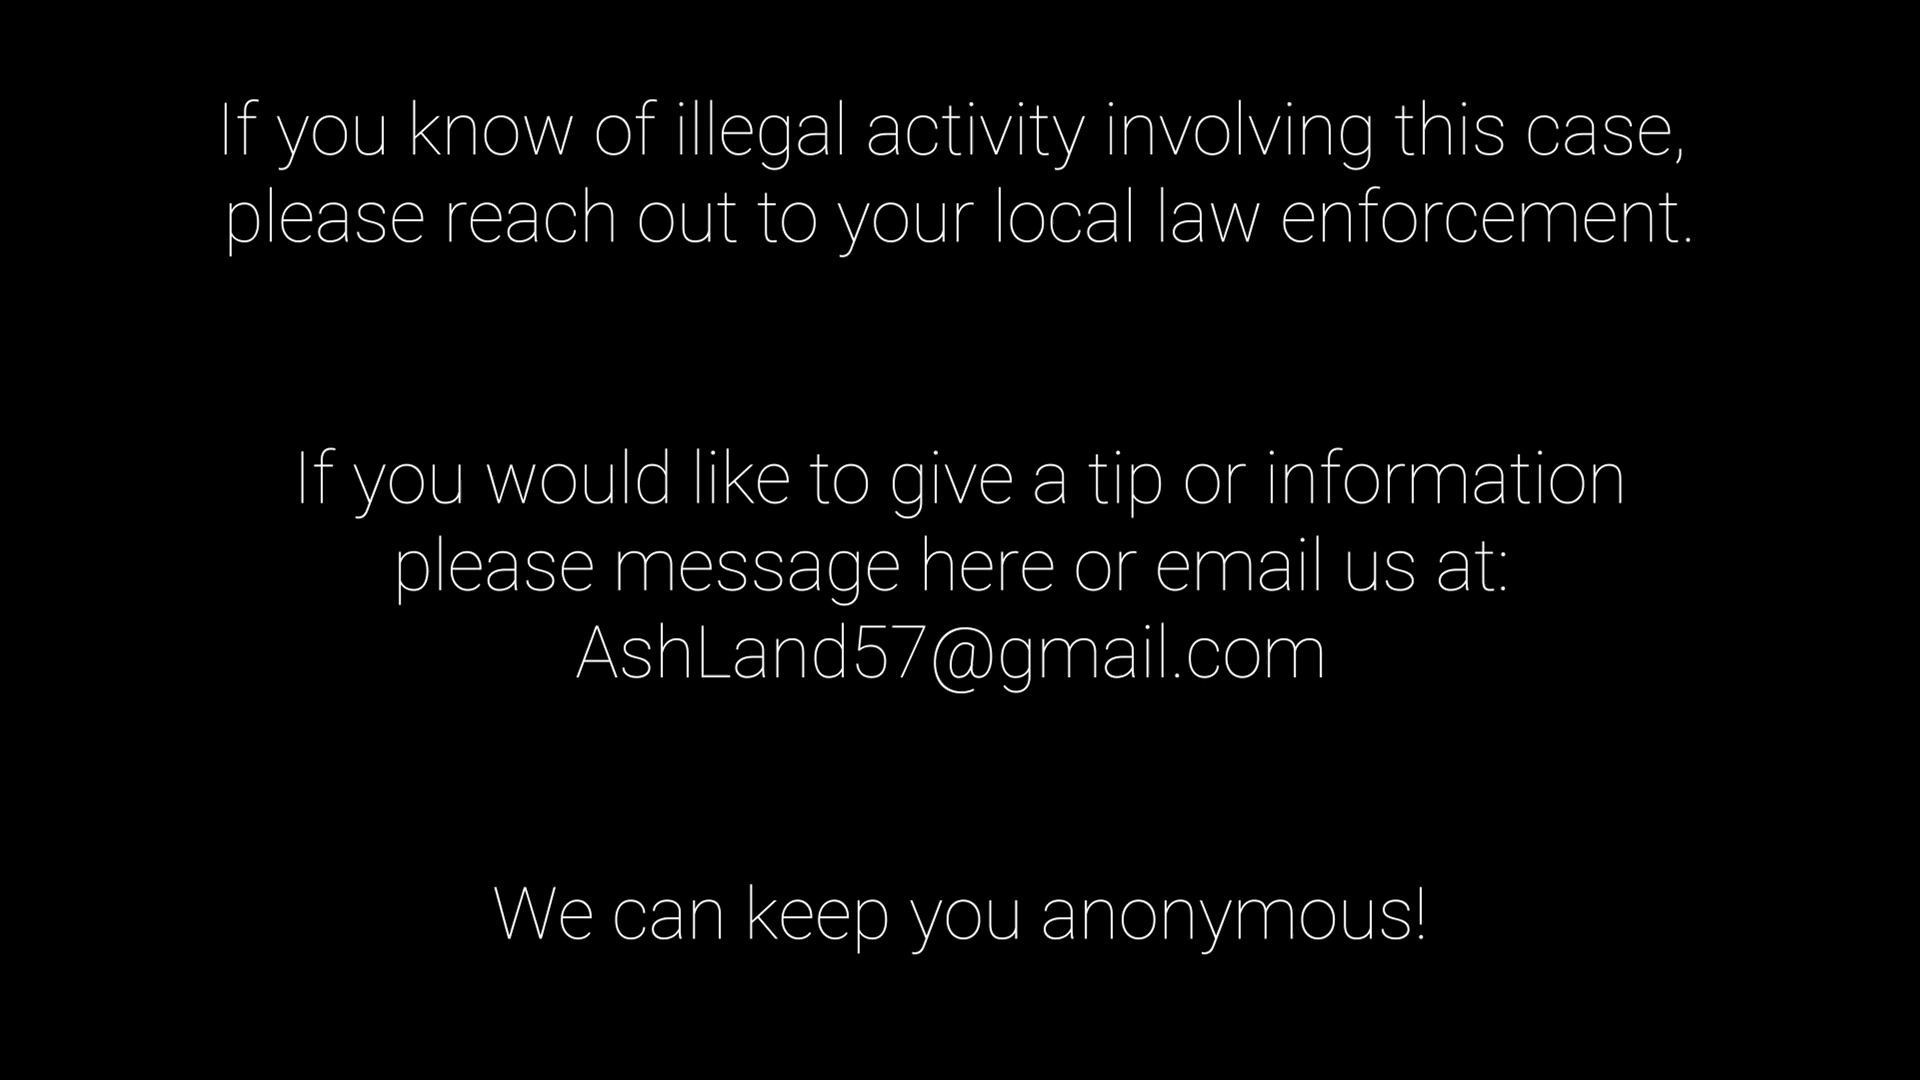 If you know of illegal activity involving this case,
please reach out to your local law enforcement.
If you would like to give a tip or information
please message here or email us at:
AshLand57@gmail.com
We can keep you anonymous!